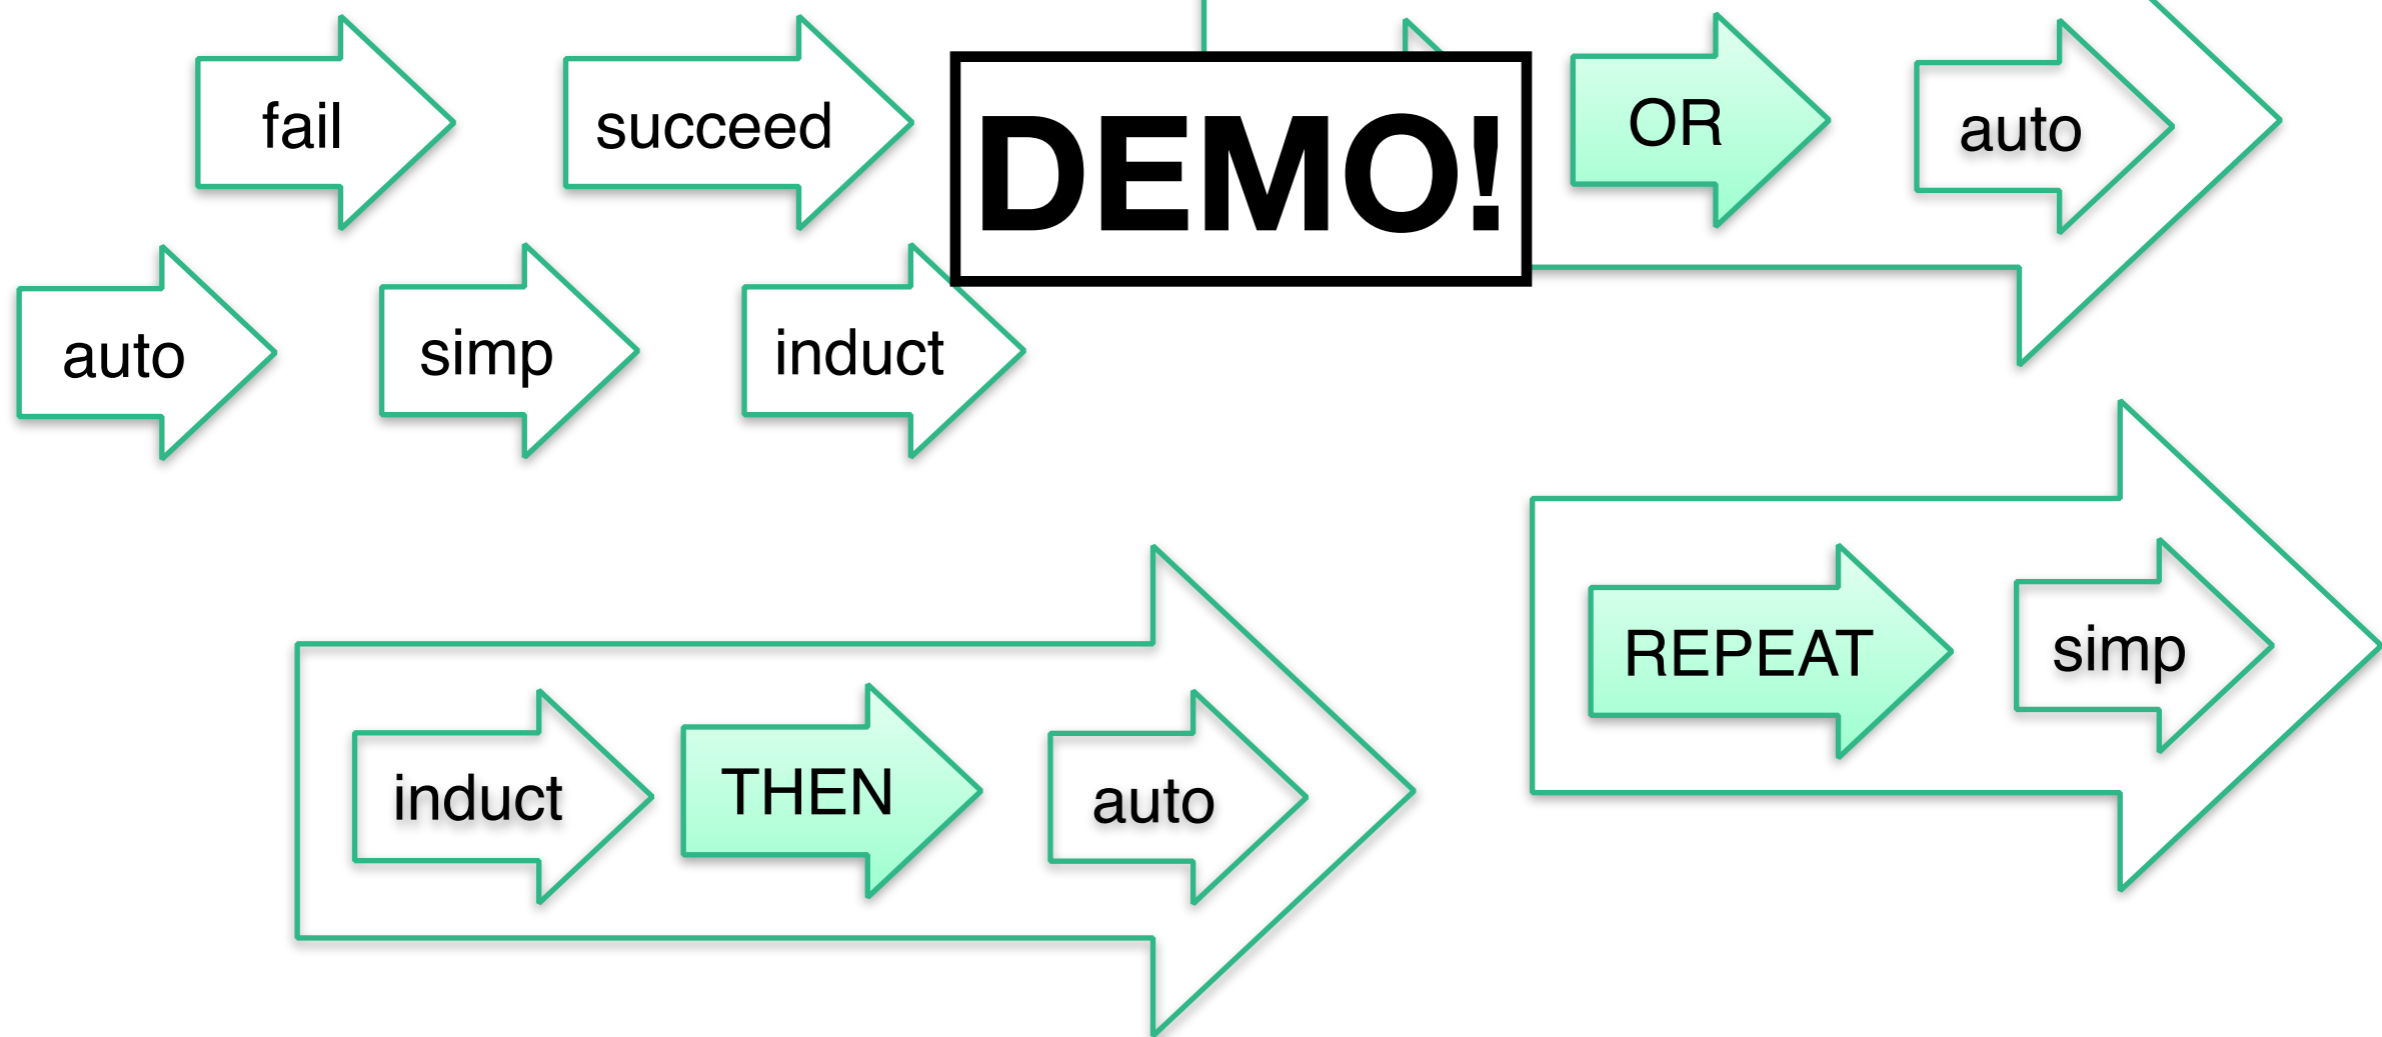 fail
succeed
DEMO!
OR
auto
auto
simp
induct
REPEAT
simp
induct
THEN
auto